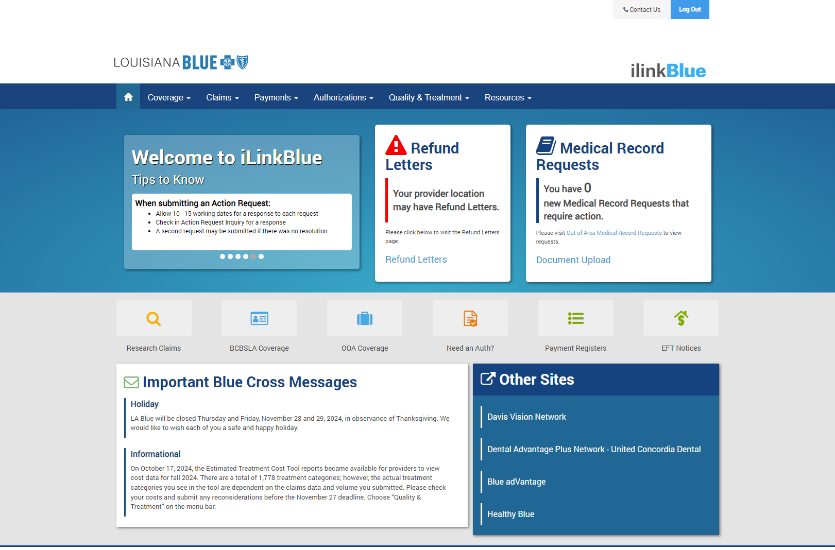 Contact Us
Log Out
LOUISIANA BLUE
ilinkBlue
Coverage
Claims
Payments
Authorizations
Quality & Treatment
Resources
Welcome to iLinkBlue
Tips to Know
When submitting an Action Request:
Allow 10 - 15 working dates for a response to each request
Check in Action Request Inquiry for a response
A second request may be submitted if there was no resolution
Refund
Letters
Your provider location
may have Refund Letters.
Please click below to visit the Refund Letters
page.
Refund Letters
Medical Record
Requests
You have 0
new Medical Record Requests that
require action.
Please visit Out of Area Medical Record Requests to view
requests.
Document Upload
Research Claims
BCBSLA Coverage
OOA Coverage
Need an Auth?
Payment Registers
EFT Notices
Important Blue Cross Messages
Holiday
LA Blue will be closed Thursday and Friday, November 28 and 29, 2024, in observance of Thanksgiving. We
would like to wish each of you a safe and happy holiday.
Informational
On October 17, 2024, the Estimated Treatment Cost Tool reports became available for providers to view
cost data for fall 2024. There are a total of 1,778 treatment categories; however, the actual treatment
categories you see in the tool are dependent on the claims data and volume you submitted. Please check
your costs and submit any reconsiderations before the November 27 deadline. Choose "Quality &
Treatment" on the menu bar.
Other Sites
Davis Vision Network
Dental Advantage Plus Network - United Concordia Dental
Blue adVantage
Healthy Blue